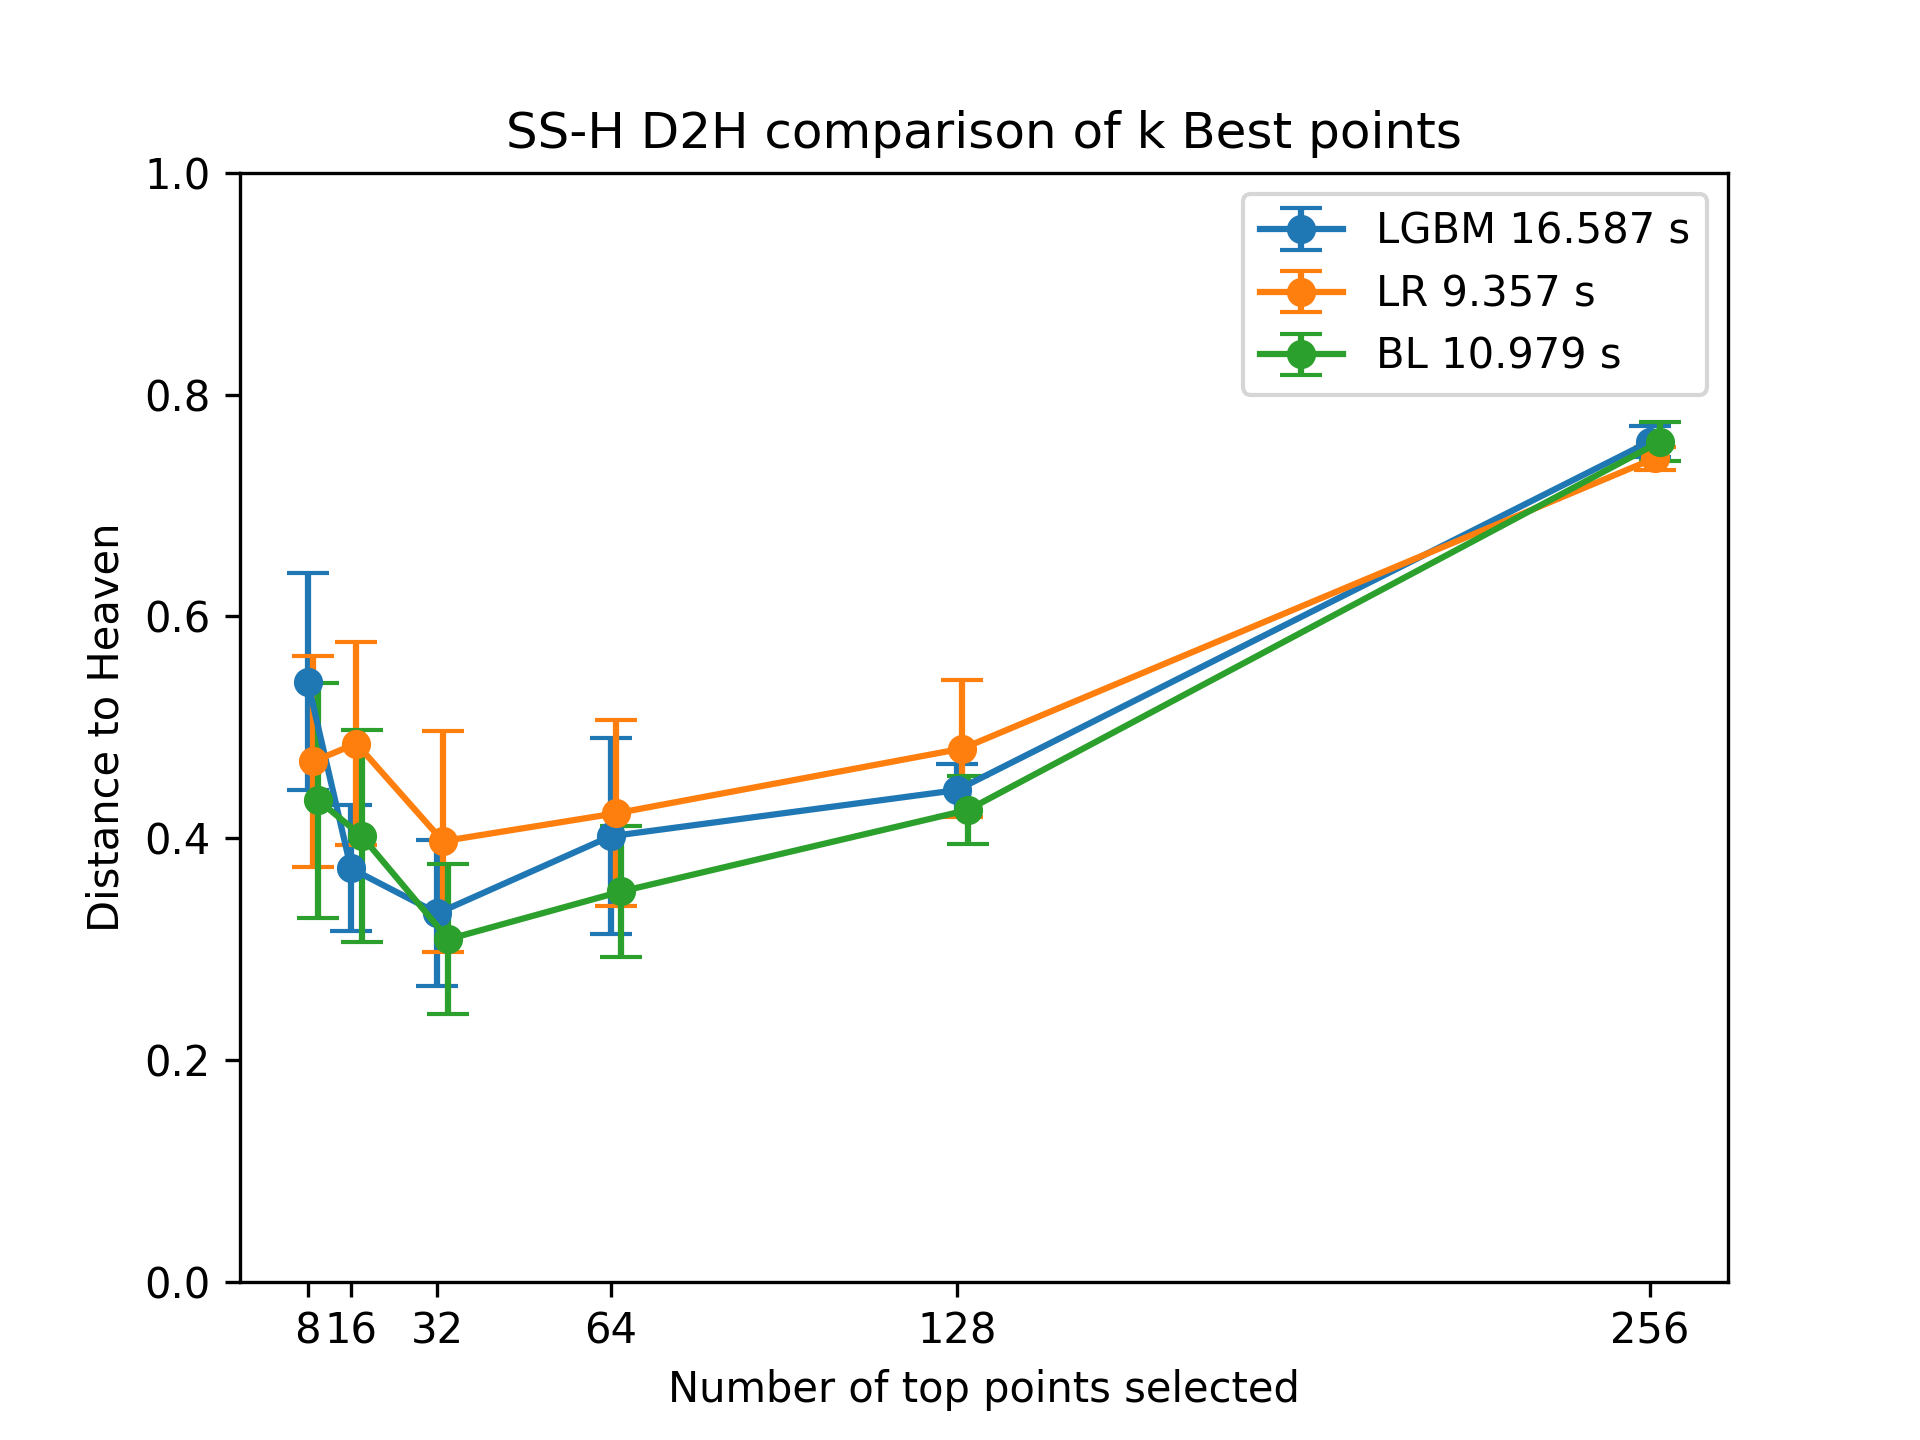 SS-H D2H comparison of k Best points
1.0
0.8
0.6
0.4
0.2
0.0
Distance to Heaven
LGBM 16.587 s
LR 9.357 s
BL 10.979 s
8 16 32 64 128 256
Number of top points selected